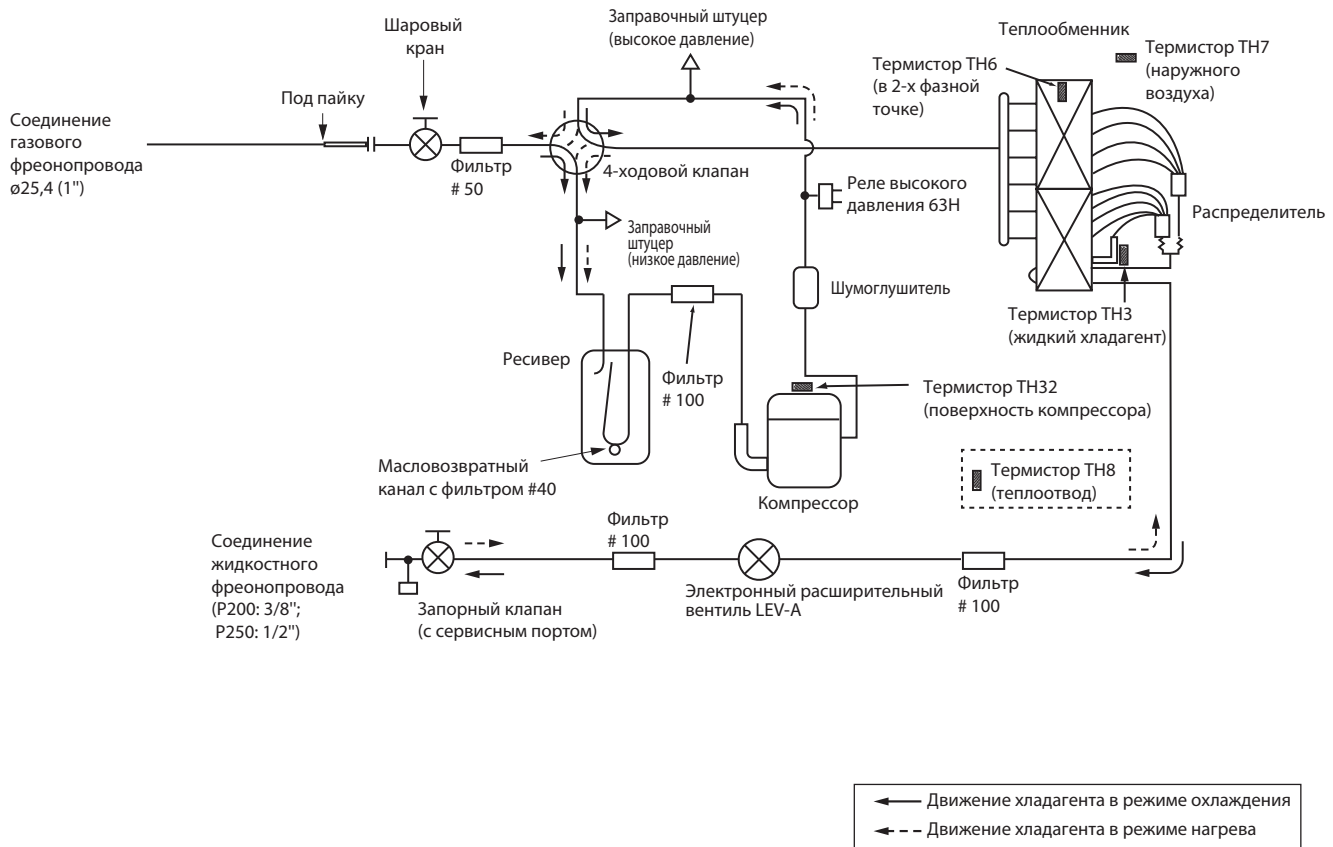 Заправочный штуцер
(высокое давление)
Шаровый
кран
Теплообменник
Термистор TH7
(наружного
воздуха)
Термистор TH6
(в 2-х фазной
точке)
Под пайку
Соединение
газового
фреонопровода
ø25,4 (1")
Фильтр
# 50
4-ходовой клапан
Реле высокого
давления 63H
Распределитель
Заправочный
штуцер
(низкое давление)
Шумоглушитель
Термистор TH3
(жидкий хладагент)
Ресивер
Фильтр
# 100
Термистор TH32
(поверхность компрессора)
Масловозвратный
канал с фильтром #40
Термистор TH8
(теплоотвод)
Компрессор
Соединение
жидкостного
фреонопровода
(P200: 3/8";
P250: 1/2")
Запорный клапан
(с сервисным портом)
Фильтр
# 100
Электронный расширительный
вентиль LEV-A
Фильтр
# 100
Движение хладагента в режиме охлаждения
Движение хладагента в режиме нагрева